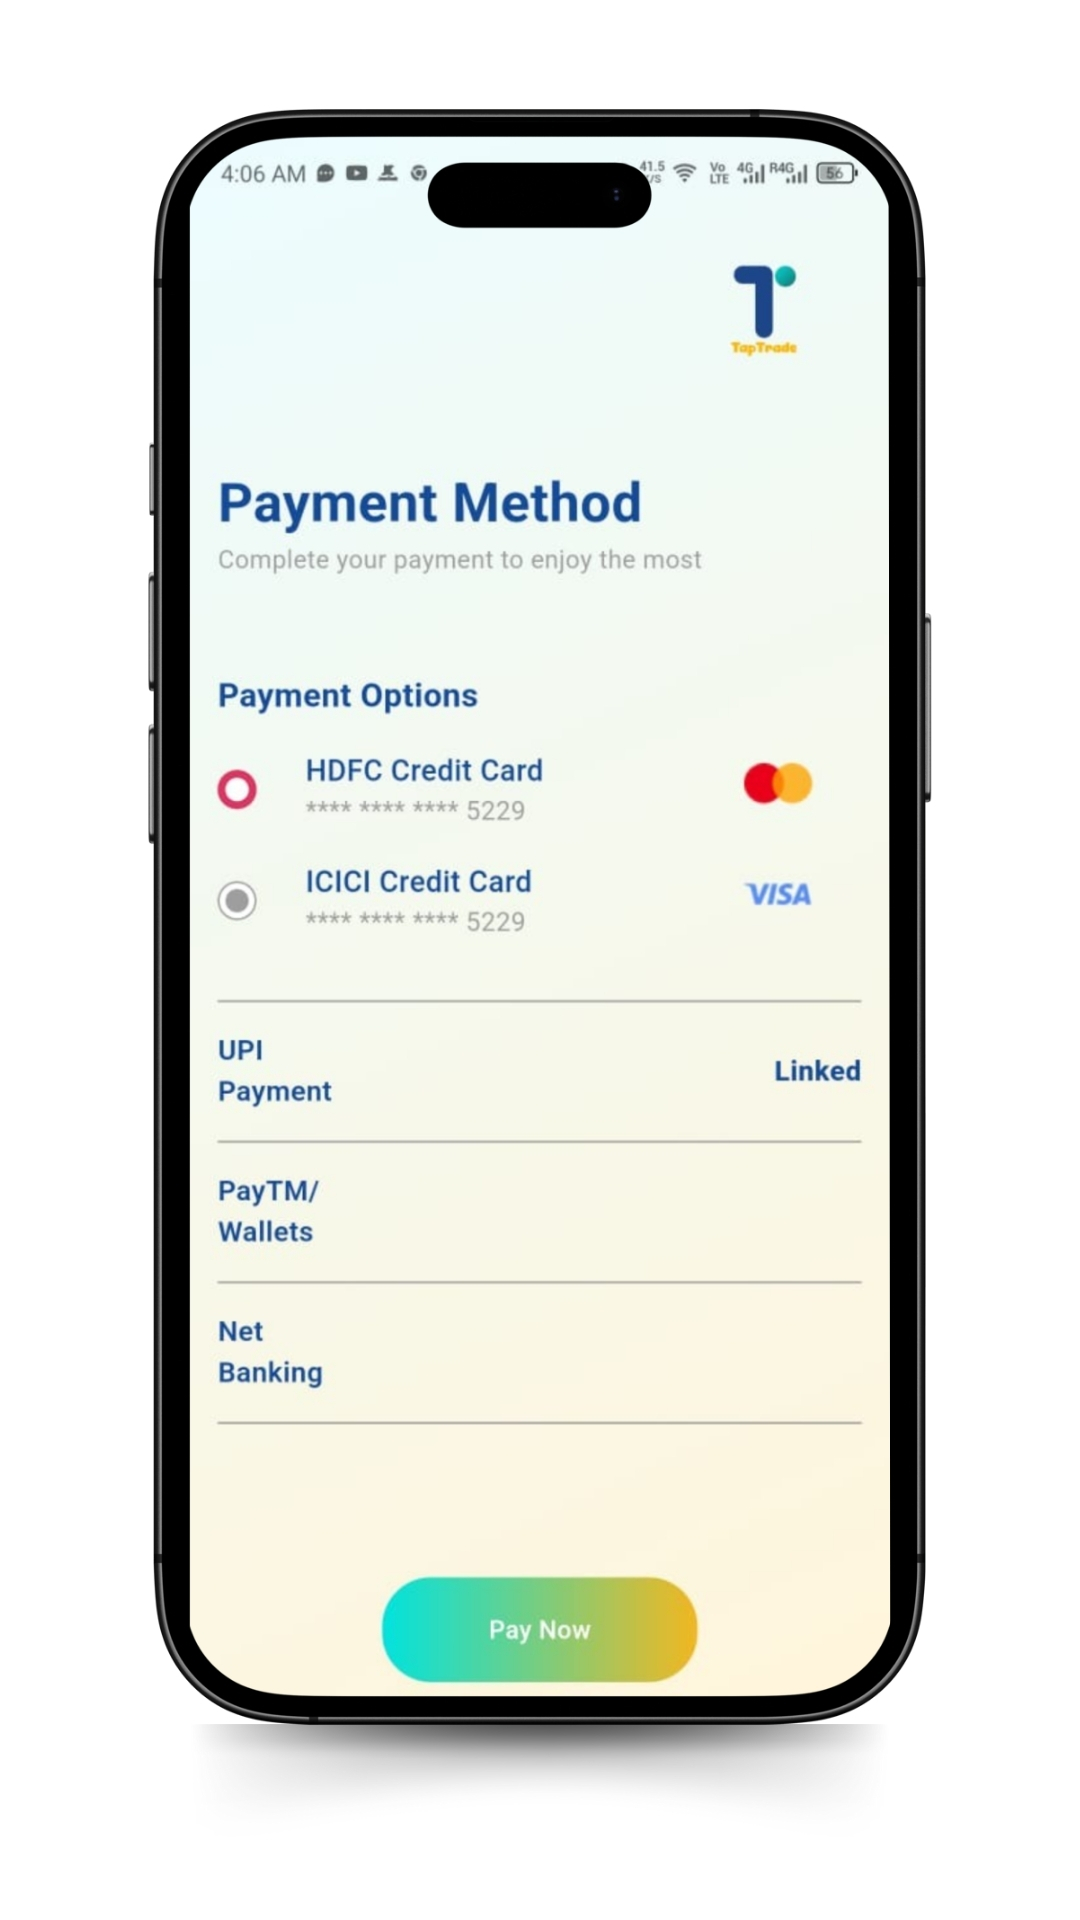 4:06 AM 41.5 K/S Vo LTE 4G R4G 56
TapTrade
Payment Method
Complete your payment to enjoy the most
Payment Options
HDFC Credit Card
**** **** **** 5229
ICICI Credit Card
VISA
**** **** **** 5229
UPI
Payment
Linked
PayTM/
Wallets
Net
Banking
Pay Now